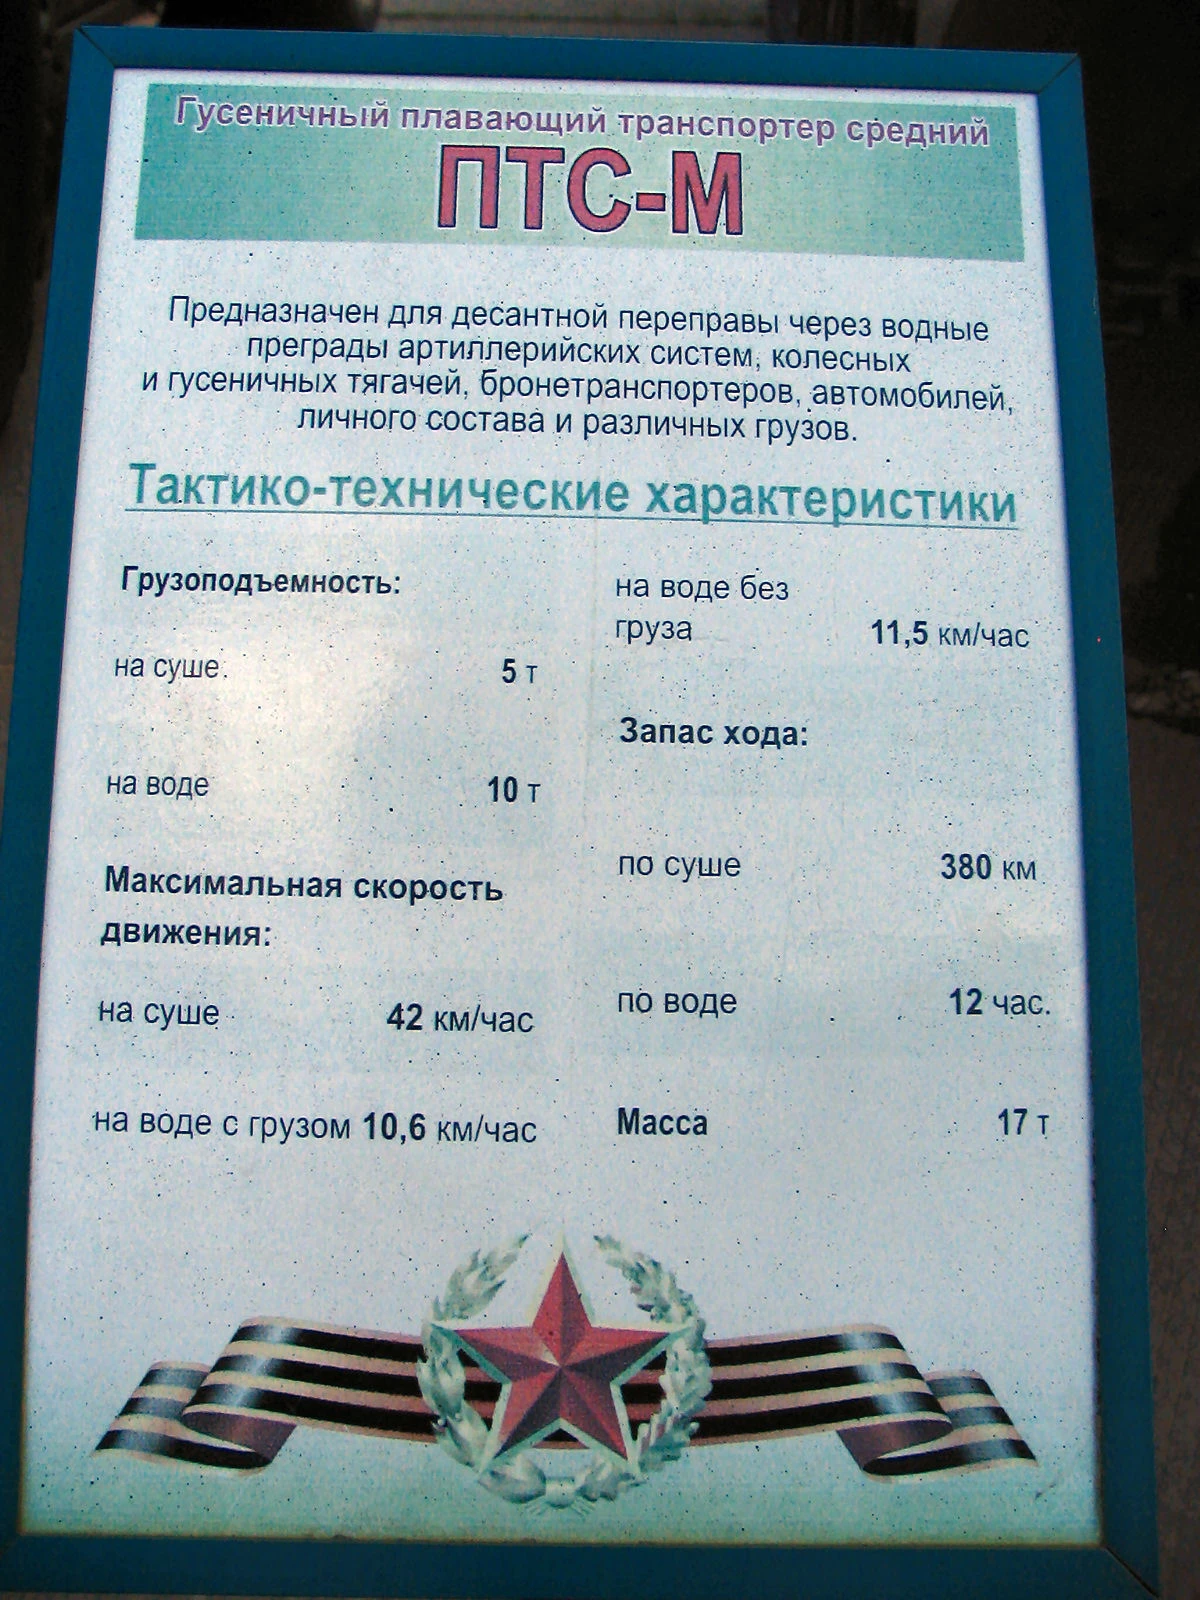 Гусеничный плавающий транспортер средний
ПТС-М
Предназначен для десантной переправы через водные
преграды артиллерийских систем, колесных
и гусеничных тягачей, бронетранспортеров, автомобилей,
личного состава и различных грузов.
Тактико-технические характеристики
Грузоподъемность:
на суше. 5 т
на воде 10 т
Максимальная скорость
движения:
на суше 42 км/час
на воде с грузом 10,6 км/час
на воде без
груза 11,5 км/час
Запас хода:
по суше 380 км
по воде 12 час.
Масса 17 т